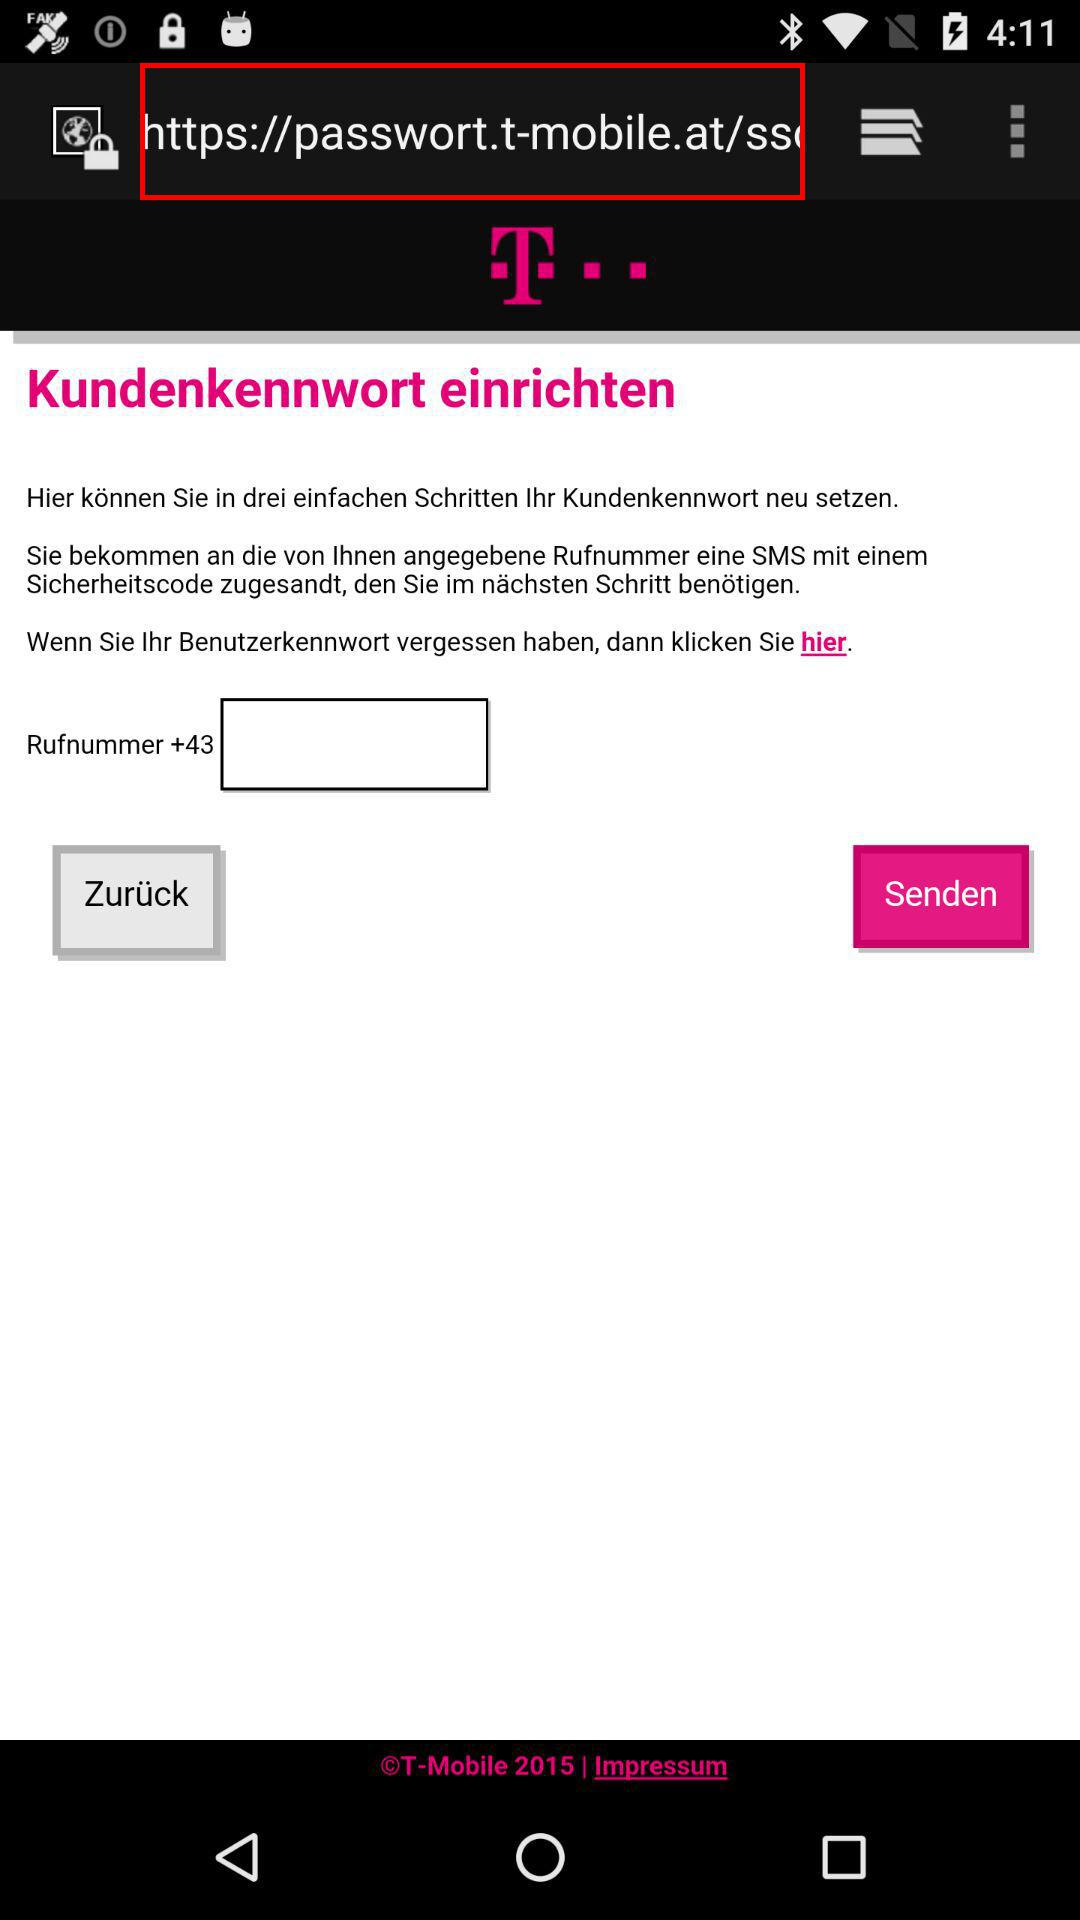 FAKE
4:11
https://passwort.t-mobile.at/sso
T
Kundenkennwort einrichten
Hier können Sie in drei einfachen Schritten Ihr Kundenkennwort neu setzen.
Sie bekommen an die von Ihnen angegebene Rufnummer eine SMS mit einem
Sicherheitscode zugesandt, den Sie im nächsten Schritt benötigen.
Wenn Sie Ihr Benutzerkennwort vergessen haben, dann klicken Sie hier.
Rufnummer +43
Zurück
Senden
©T-Mobile 2015 | Impressum